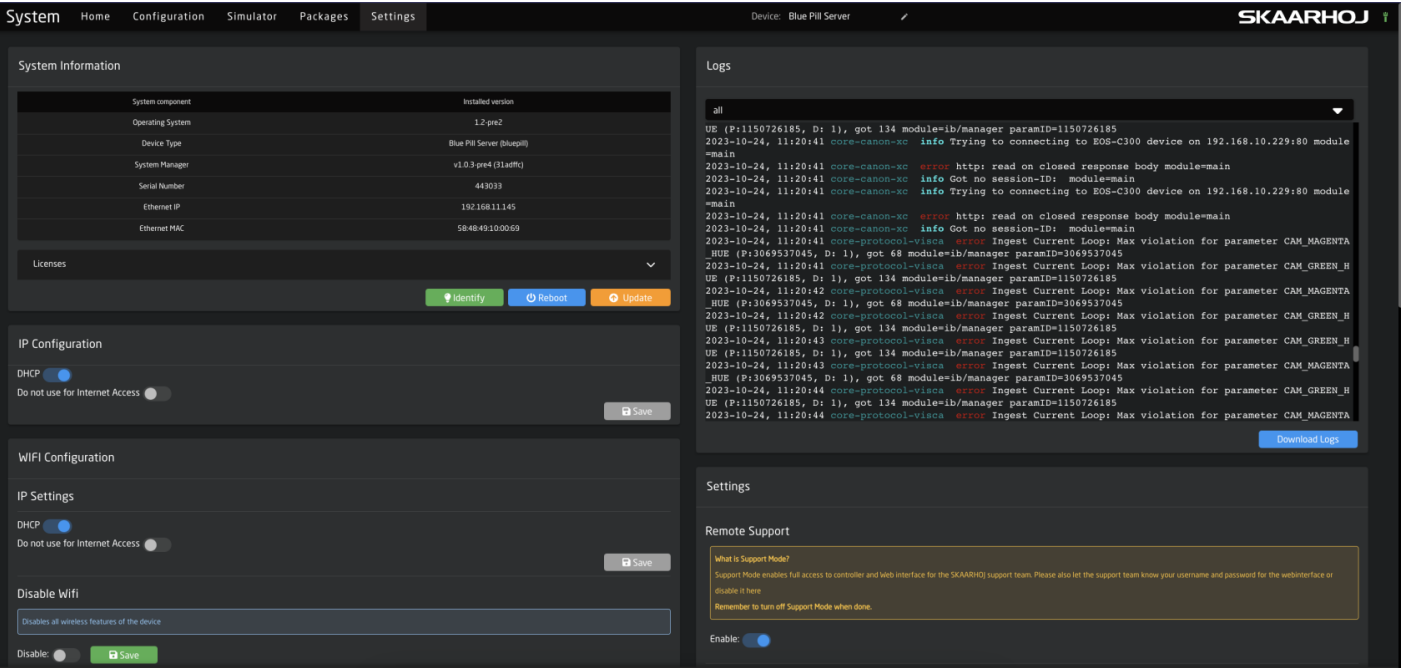 System Home Configuration Simulator Packages Settings Device: Blue Pill Server SKAARHOJ
System Information
System component Installed version
Operating System 1.2-pre2
Device Type Blue Pill Server (bluepill)
System Manager v1.0.3-pre4 (31adffc)
Serial Number 443033
Ethernet IP 192.168.11.145
Ethernet MAC 58:48:49:10:00:69
Licenses
Identify Reboot Update
IP Configuration
DHCP
Do not use for Internet Access
Save
WIFI Configuration
IP Settings
DHCP
Do not use for Internet Access
Save
Disable Wifi
Disables all wireless features of the device
Disable: Save
Logs
all
UE (P:1150726185, D: 1), got 134 module=ib/manager paramID=1150726185
2023-10-24, 11:20:41 core-canon-xc info Trying to connecting to EOS-C300 device on 192.168.10.229:80 module
=main
2023-10-24, 11:20:41 core-canon-xc error http: read on closed response body module=main
2023-10-24, 11:20:41 core-canon-xc info Got no session-ID: module=main
2023-10-24, 11:20:41 core-canon-xc info Trying to connecting to EOS-C300 device on 192.168.10.229:80 module
=main
2023-10-24, 11:20:41 core-canon-xc error http: read on closed response body module=main
2023-10-24, 11:20:41 core-canon-xc info Got no session-ID: module=main
2023-10-24, 11:20:41 core-protocol-visca error Ingest Current Loop: Max violation for parameter CAM_MAGENTA
_HUE (P:3069537045, D: 1), got 68 module=ib/manager paramID=3069537045
2023-10-24, 11:20:41 core-protocol-visca error Ingest Current Loop: Max violation for parameter CAM_GREEN_H
UE (P:1150726185, D: 1), got 134 module=ib/manager paramID=1150726185
2023-10-24, 11:20:42 core-protocol-visca error Ingest Current Loop: Max violation for parameter CAM_MAGENTA
_HUE (P:3069537045, D: 1), got 68 module=ib/manager paramID=3069537045
2023-10-24, 11:20:42 core-protocol-visca error Ingest Current Loop: Max violation for parameter CAM_GREEN_H
UE (P:1150726185, D: 1), got 134 module=ib/manager paramID=1150726185
2023-10-24, 11:20:43 core-protocol-visca error Ingest Current Loop: Max violation for parameter CAM_GREEN_H
UE (P:1150726185, D: 1), got 134 module=ib/manager paramID=1150726185
2023-10-24, 11:20:43 core-protocol-visca error Ingest Current Loop: Max violation for parameter CAM_MAGENTA
_HUE (P:3069537045, D: 1), got 68 module=ib/manager paramID=3069537045
2023-10-24, 11:20:44 core-protocol-visca error Ingest Current Loop: Max violation for parameter CAM_GREEN_H
UE (P:1150726185, D: 1), got 134 module=ib/manager paramID=1150726185
2023-10-24, 11:20:44 core-protocol-visca error Ingest Current Loop: Max violation for parameter CAM_MAGENTA
Download Logs
Settings
Remote Support
What is Support Mode?
Support Mode enables full access to controller and Web interface for the SKAARHOJ support team. Please also let the support team know your username and password for the webinterface or
disable it here
Remember to turn off Support Mode when done.
Enable: